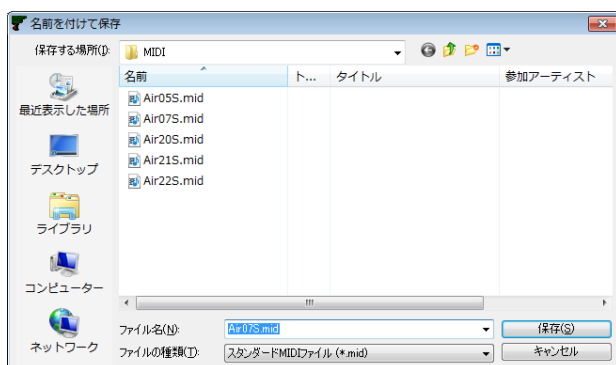 名前を付けて保存
保存する場所(I):
MIDI
最近表示した場所
デスクトップ
ライブラリ
コンピューター
ネットワーク
名前 ト... タイトル 参加アーティスト
Air05S.mid
Air07S.mid
Air20S.mid
Air21S.mid
Air22S.mid
ファイル名(N): Air07S.mid 保存(S)
ファイルの種類(T): スタンダードMIDIファイル (*.mid) キャンセル